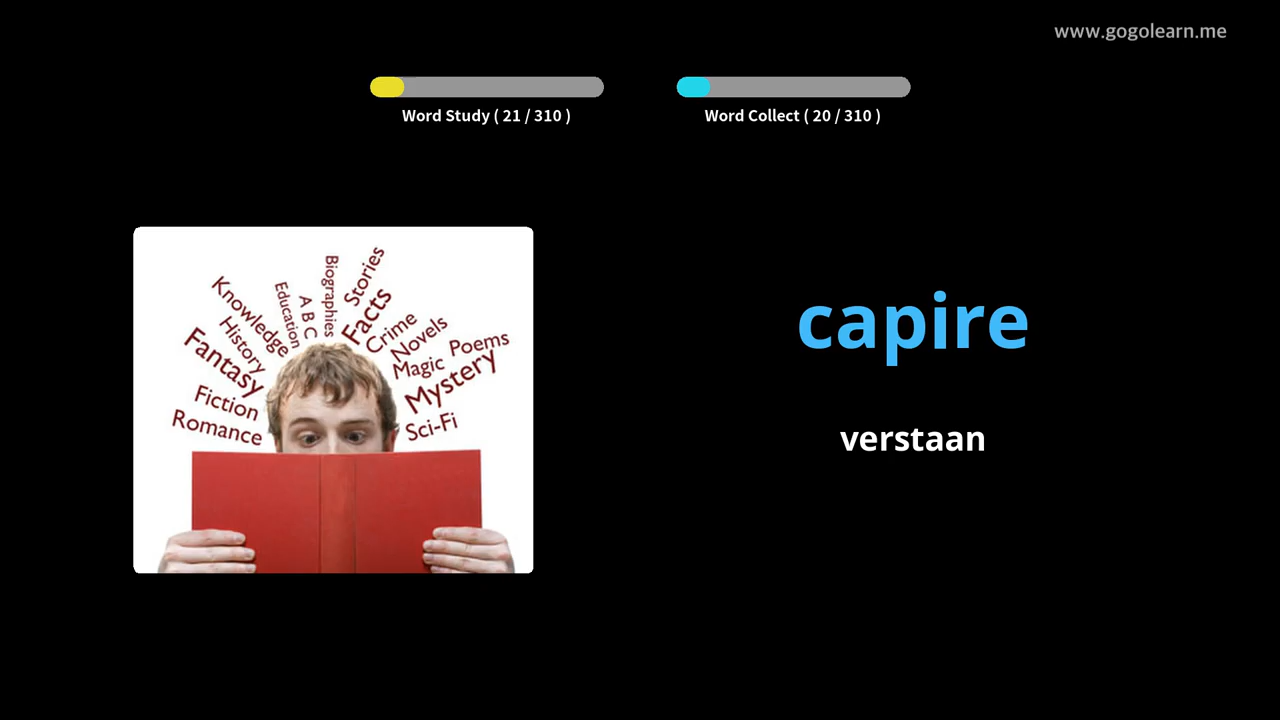 www.gogolearn.me
Word Study ( 21 / 310 )
Word Collect ( 20 / 310 )
Biographies
Stories
Education
A B C
Facts
Knowledge
Crime
History
Novels
Poems
Fantasy
Magic
Mystery
Fiction
Romance
Sci-Fi
capire
verstaan